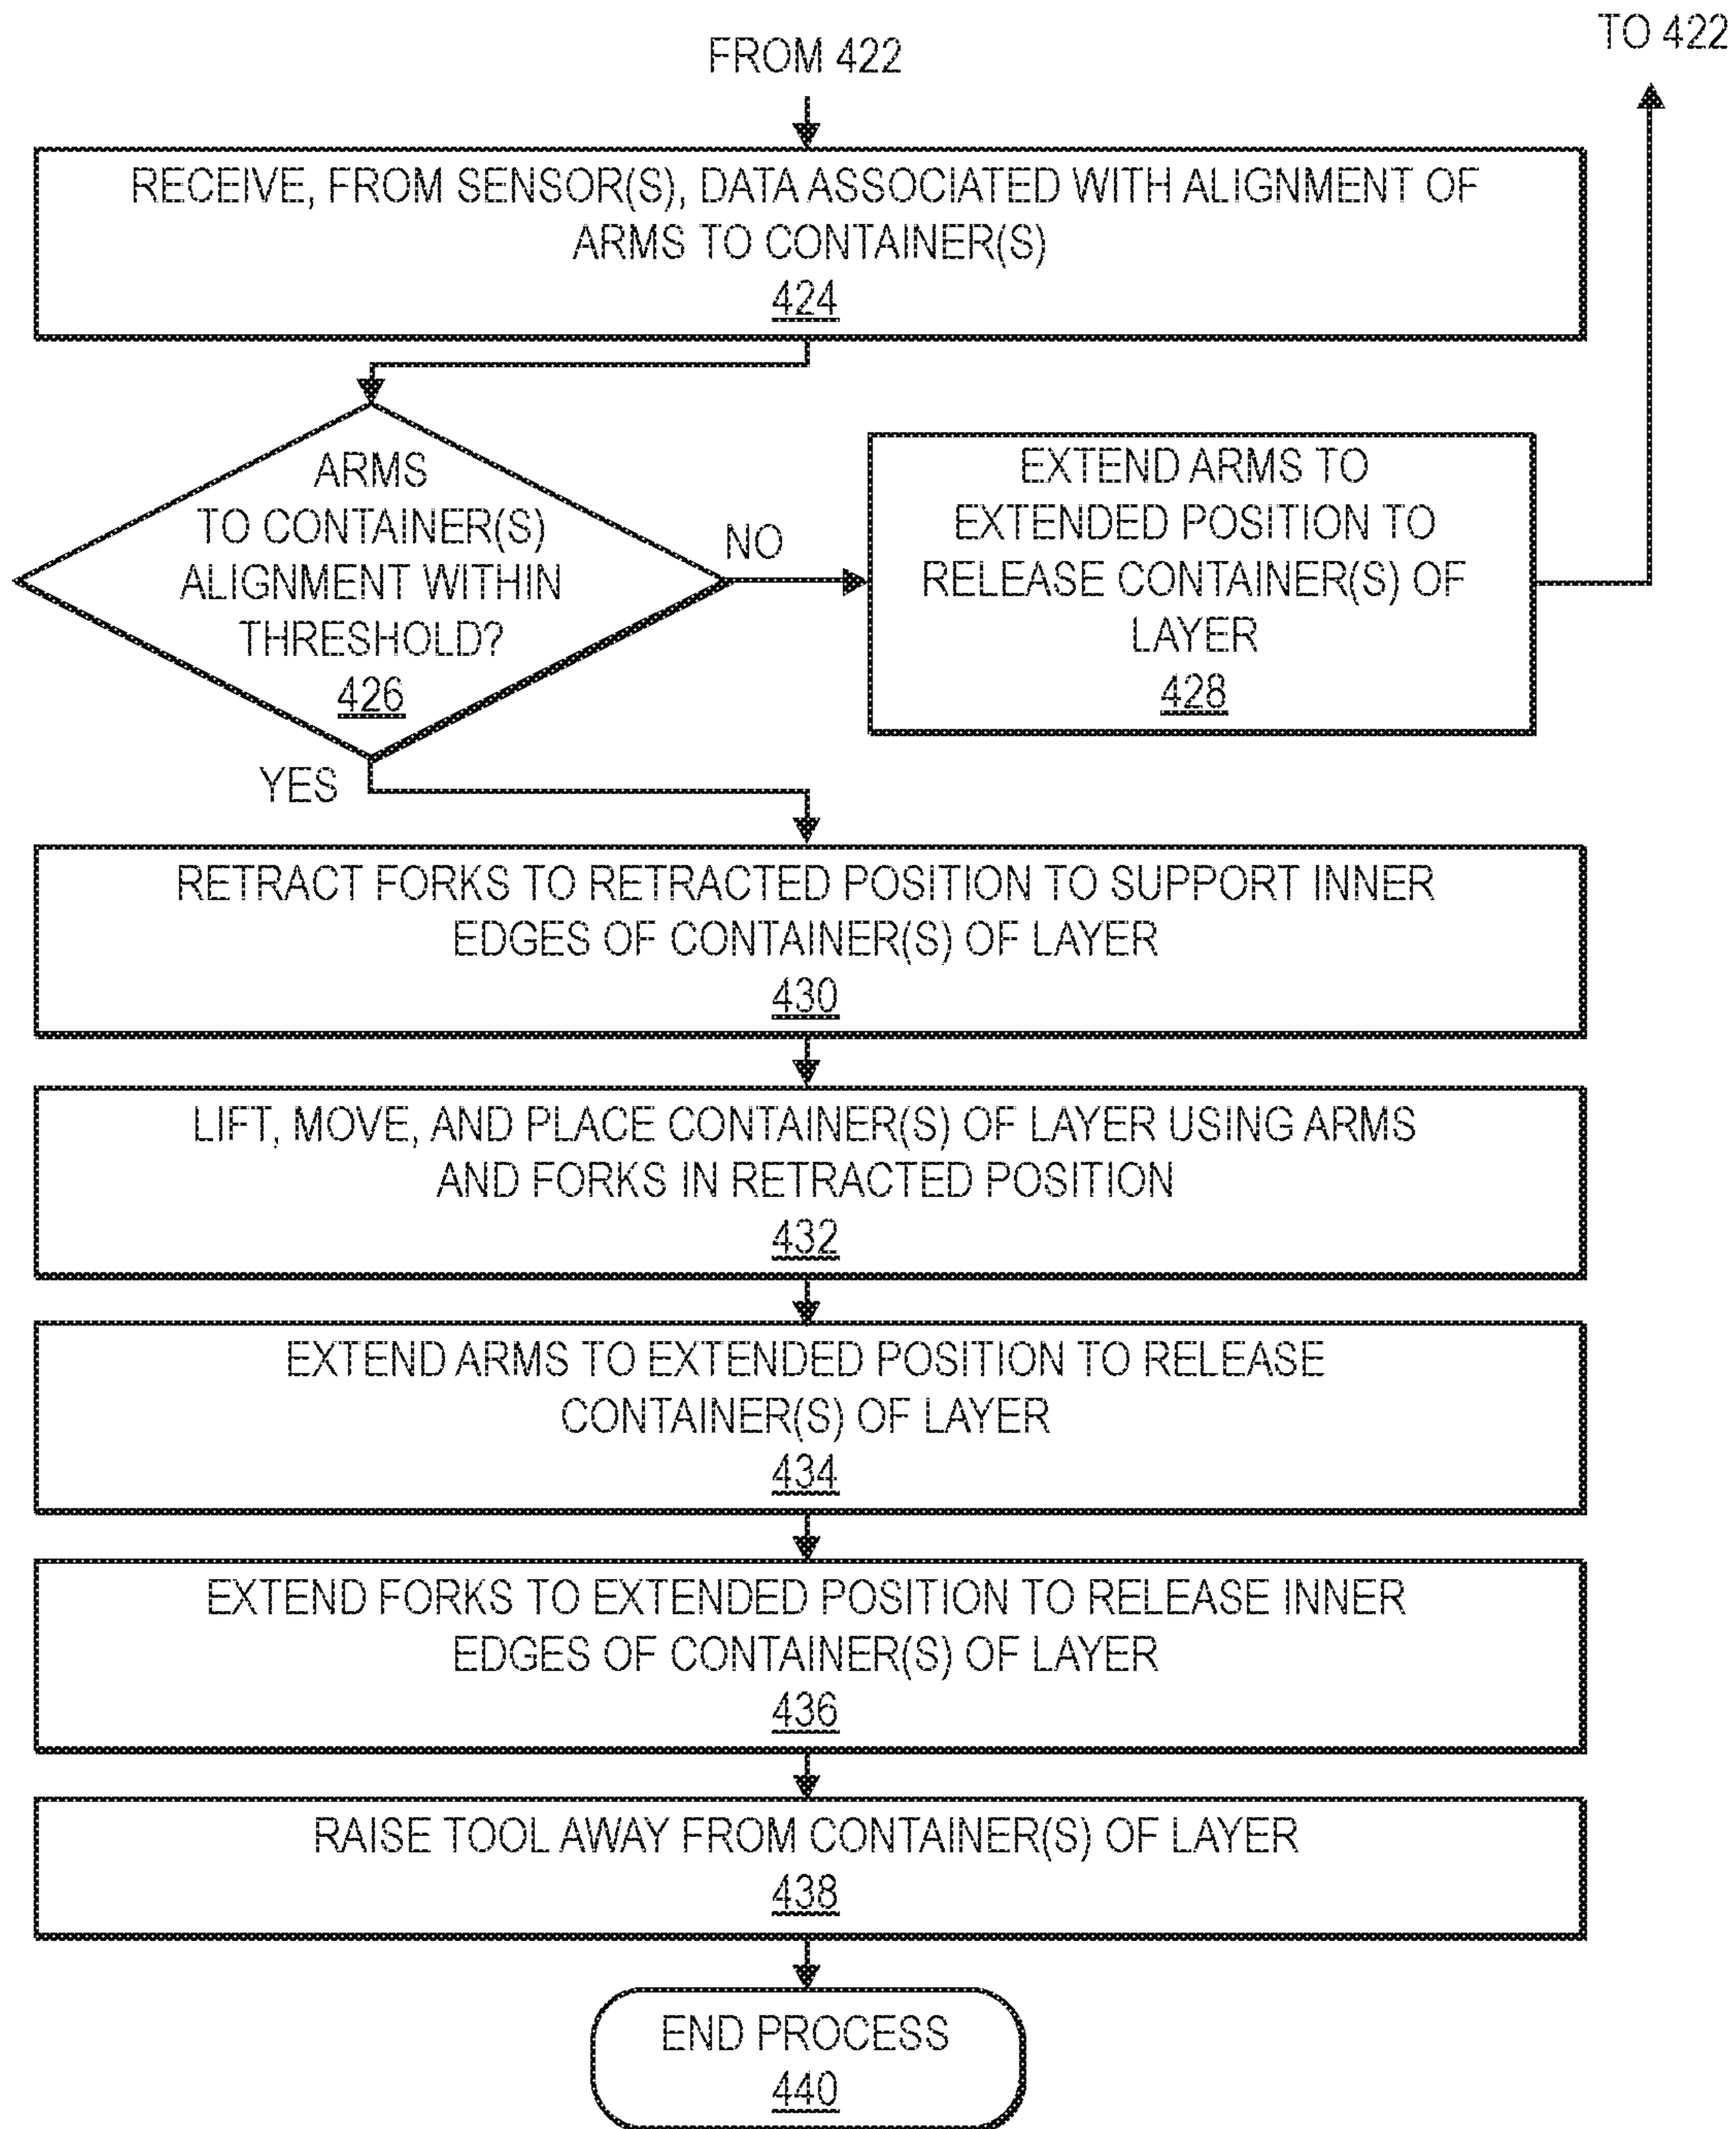 TO 422
FROM 422
RECEIVE, FROM SENSOR(S), DATA ASSOCIATED WITH ALIGNMENT OF
ARMS TO CONTAINER(S)
424
ARMS
TO CONTAINER(S)
ALIGNMENT WITHIN
THRESHOLD?
426
NO
EXTEND ARMS TO
EXTENDED POSITION TO
RELEASE CONTAINER(S) OF
LAYER
428
YES
RETRACT FORKS TO RETRACTED POSITION TO SUPPORT INNER
EDGES OF CONTAINER(S) OF LAYER
430
LIFT, MOVE, AND PLACE CONTAINER(S) OF LAYER USING ARMS
AND FORKS IN RETRACTED POSITION
432
EXTEND ARMS TO EXTENDED POSITION TO RELEASE
CONTAINER(S) OF LAYER
434
EXTEND FORKS TO EXTENDED POSITION TO RELEASE INNER
EDGES OF CONTAINER(S) OF LAYER
436
RAISE TOOL AWAY FROM CONTAINER(S) OF LAYER
438
END PROCESS
440